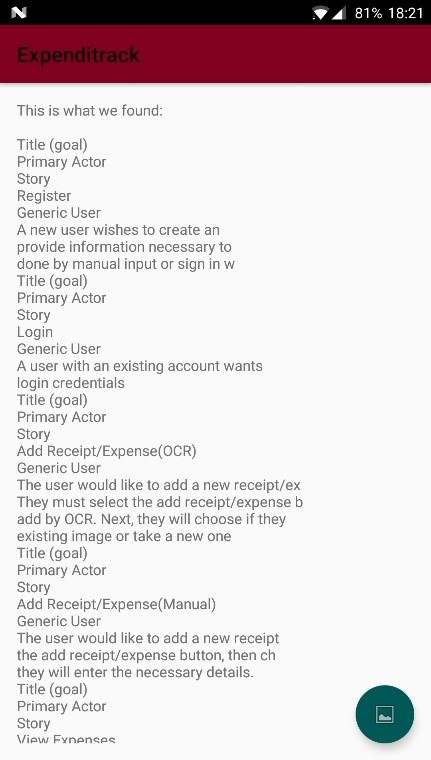 81% 18:21
Expenditrack
This is what we found:
Title (goal)
Primary Actor
Story
Register
Generic User
A new user wishes to create an
provide information necessary to
done by manual input or sign in w
Title (goal)
Primary Actor
Story
Login
Generic User
A user with an existing account wants
login credentials
Title (goal)
Primary Actor
Story
Add Receipt/Expense(OCR)
Generic User
The user would like to add a new receipt/ex
They must select the add receipt/expense b
add by OCR. Next, they will choose if they
existing image or take a new one
Title (goal)
Primary Actor
Story
Add Receipt/Expense(Manual)
Generic User
The user would like to add a new receipt
the add receipt/expense button, then ch
they will enter the necessary details.
Title (goal)
Primary Actor
Story
View Expenses